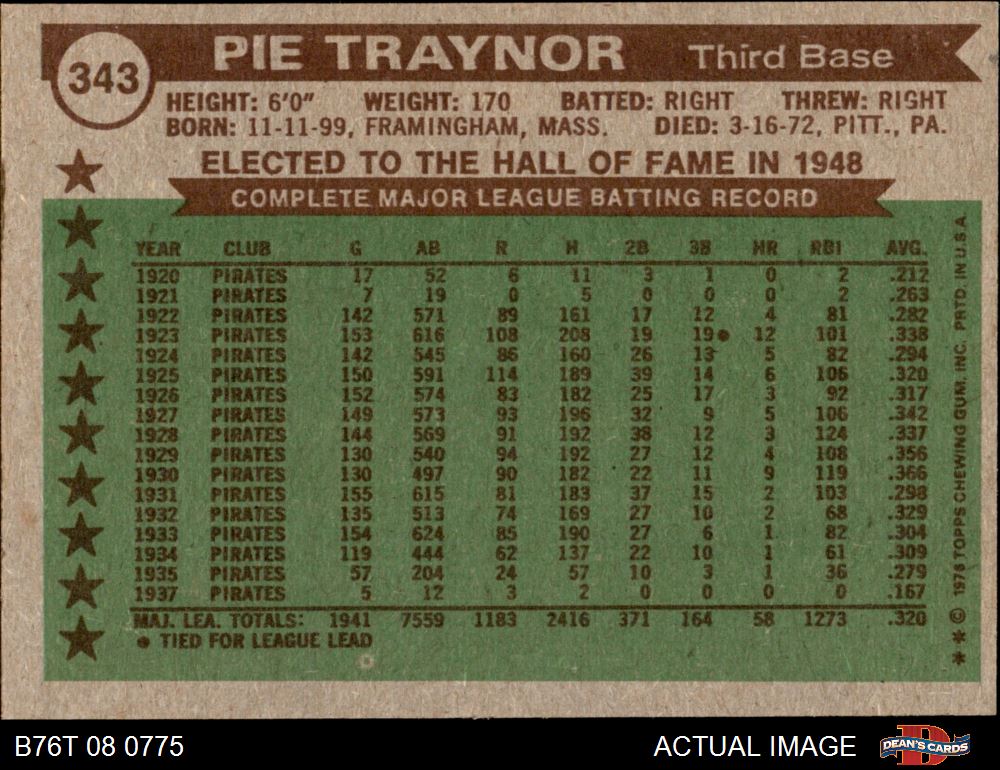 343
PIE TRAYNOR Third Base
HEIGHT: 6'0" WEIGHT: 170 BATTED: RIGHT THREW: RIGHT
BORN: 11-11-99, FRAMINGHAM, MASS. DIED: 3-16-72, PITT., PA.
ELECTED TO THE HALL OF FAME IN 1948
COMPLETE MAJOR LEAGUE BATTING RECORD
YEAR CLUB G AB R H 2B 3B HR RBI AVG.
1920 PIRATES 17 52 6 11 3 1 0 2 .212
1921 PIRATES 7 19 0 5 0 0 0 2 .263
1922 PIRATES 142 571 89 161 17 12 4 81 .282
1923 PIRATES 153 616 108 208 19 19● 12 101 .338
1924 PIRATES 142 545 86 160 26 13 5 82 .294
1925 PIRATES 150 591 114 189 39 14 6 106 .320
1926 PIRATES 152 574 83 182 25 17 3 92 .317
1927 PIRATES 149 573 93 196 32 9 5 106 .342
1928 PIRATES 144 569 91 192 38 12 3 124 .337
1929 PIRATES 130 540 94 192 27 12 4 108 .356
1930 PIRATES 130 497 90 182 22 11 9 119 .366
1931 PIRATES 155 615 81 183 37 15 2 103 .298
1932 PIRATES 135 513 74 169 27 10 2 68 .329
1933 PIRATES 154 624 85 190 27 6 1 82 .304
1934 PIRATES 119 444 62 137 22 10 1 61 .309
1935 PIRATES 57 204 24 57 10 3 1 36 .279
1937 PIRATES 5 12 3 2 0 0 0 0 .167
MAJ. LEA. TOTALS: 1941 7559 1183 2416 371 164 58 1273 .320
● TIED FOR LEAGUE LEAD
* * © 1976 TOPPS CHEWING GUM, INC. PRTD. IN U.S.A.
B76T 08 0775 ACTUAL IMAGE DEAN'S CARDS